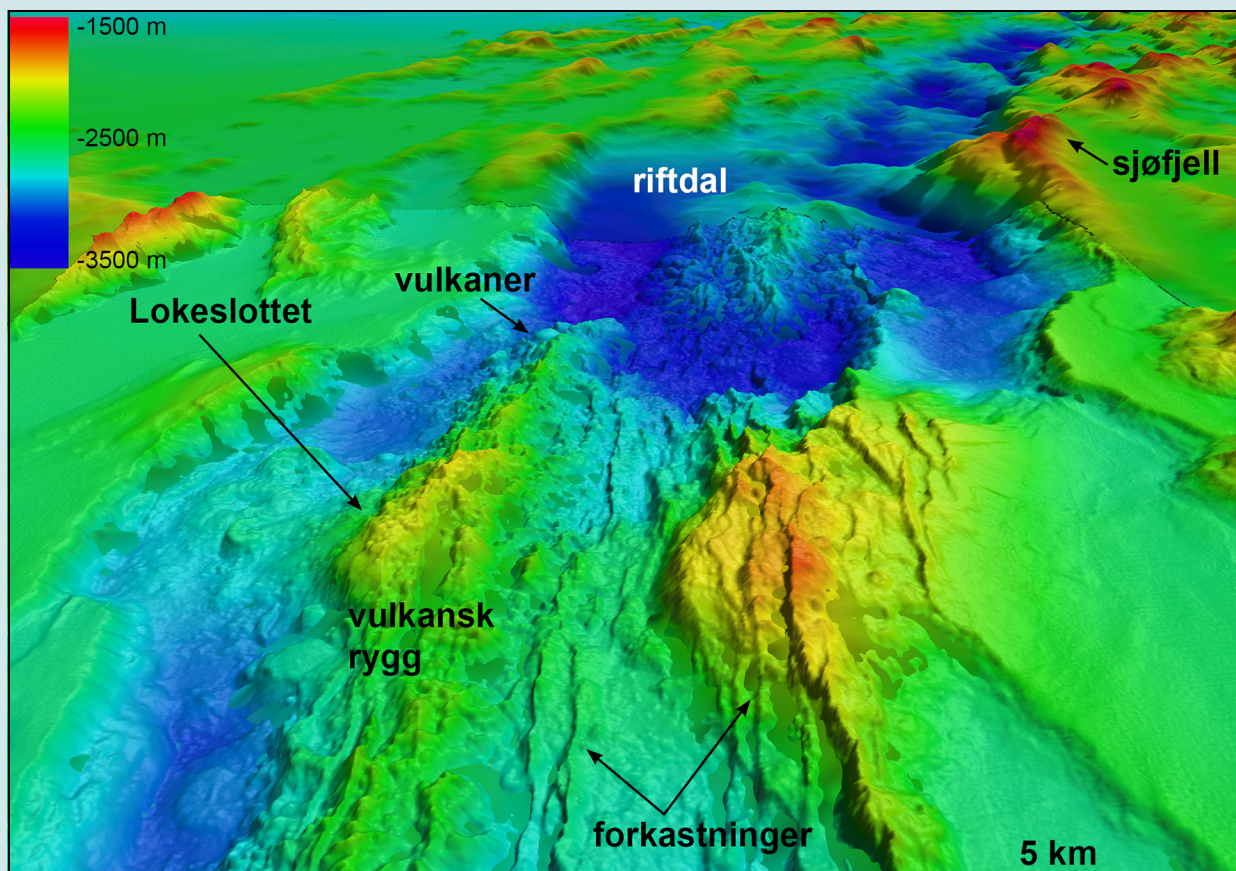 -1500 m
-2500 m
-3500 m
riftdal
sjøfjell
vulkaner
Lokeslottet
vulkansk
rygg
forkastninger
5 km